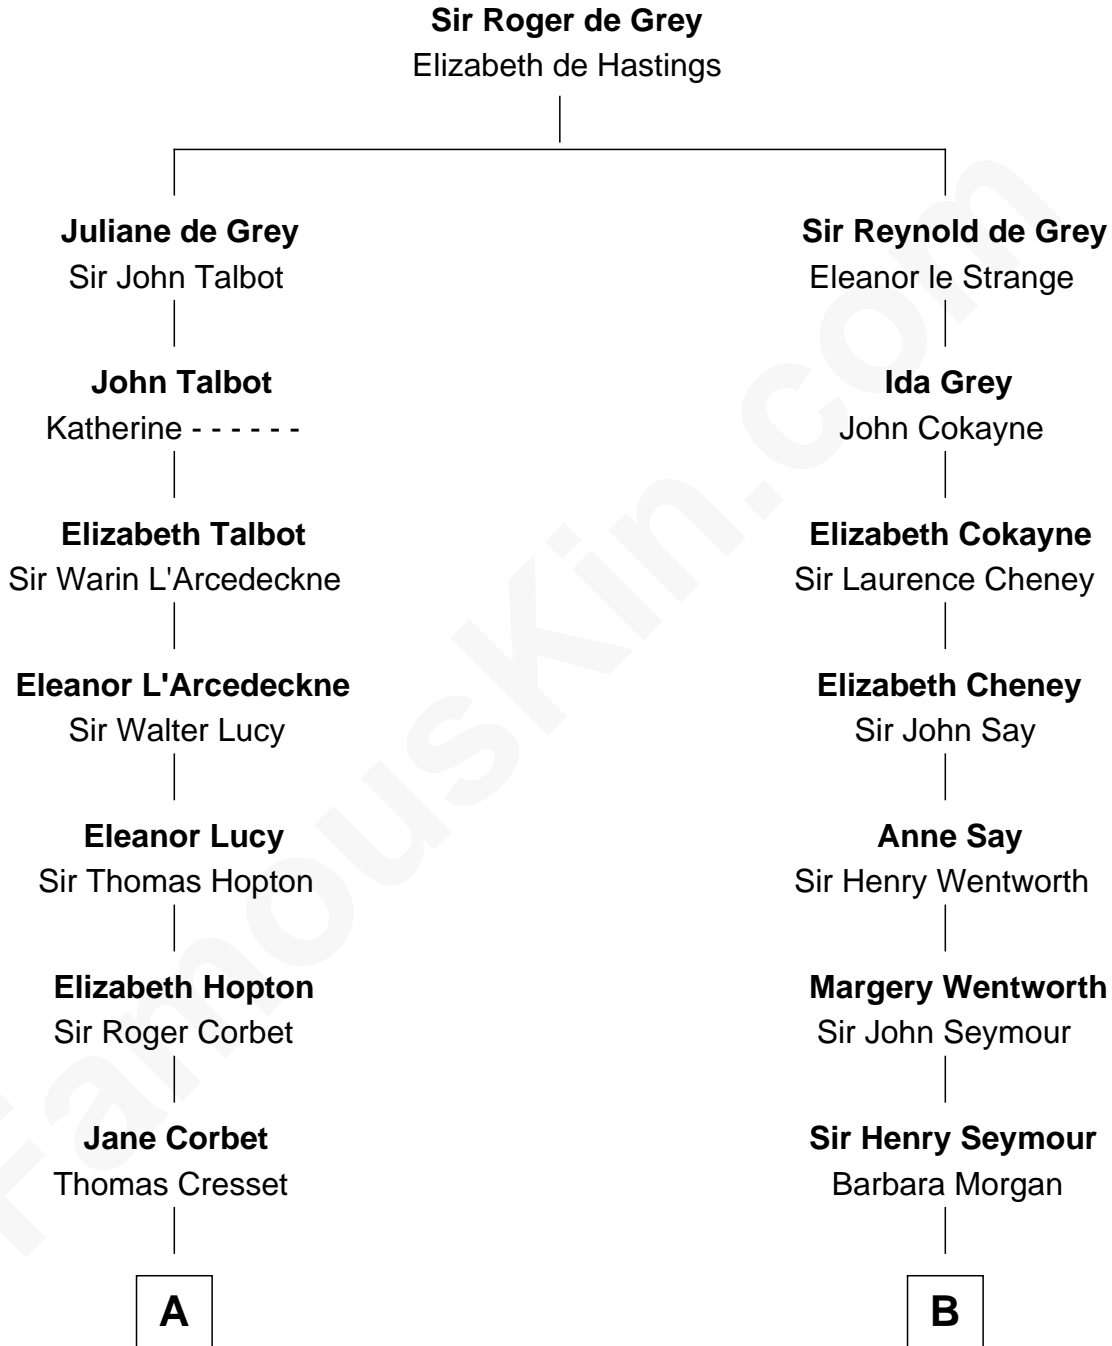 Sir Roger de Grey
Elizabeth de Hastings
Juliane de Grey
Sir John Talbot
John Talbot
Katherine - - - - - -
Elizabeth Talbot
Sir Warin L'Arcedeckne
Eleanor L'Arcedeckne
Sir Walter Lucy
Eleanor Lucy
Sir Thomas Hopton
Elizabeth Hopton
Sir Roger Corbet
Jane Corbet
Thomas Cresset
A
Sir Reynold de Grey
Eleanor le Strange
Ida Grey
John Cokayne
Elizabeth Cokayne
Sir Laurence Cheney
Elizabeth Cheney
Sir John Say
Anne Say
Sir Henry Wentworth
Margery Wentworth
Sir John Seymour
Sir Henry Seymour
Barbara Morgan
B
FamousKin.com